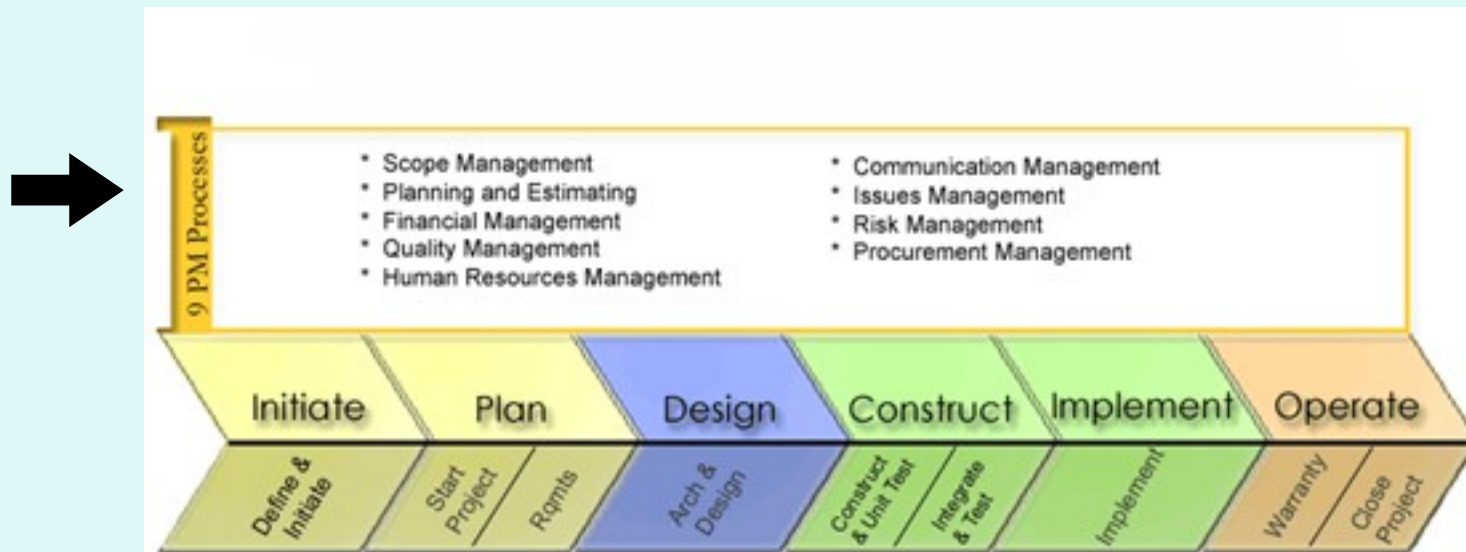 9 PM Processes
* Scope Management
* Planning and Estimating
* Financial Management
* Quality Management
* Human Resources Management
* Communication Management
* Issues Management
* Risk Management
* Procurement Management
Initiate
Plan
Design
Construct
Implement
Operate
Define &
Initiate
Start
Project
Rqmts
Arch &
Design
Construct
& Unit Test
Integrate
& Test
Implement
Warranty
Close
Project